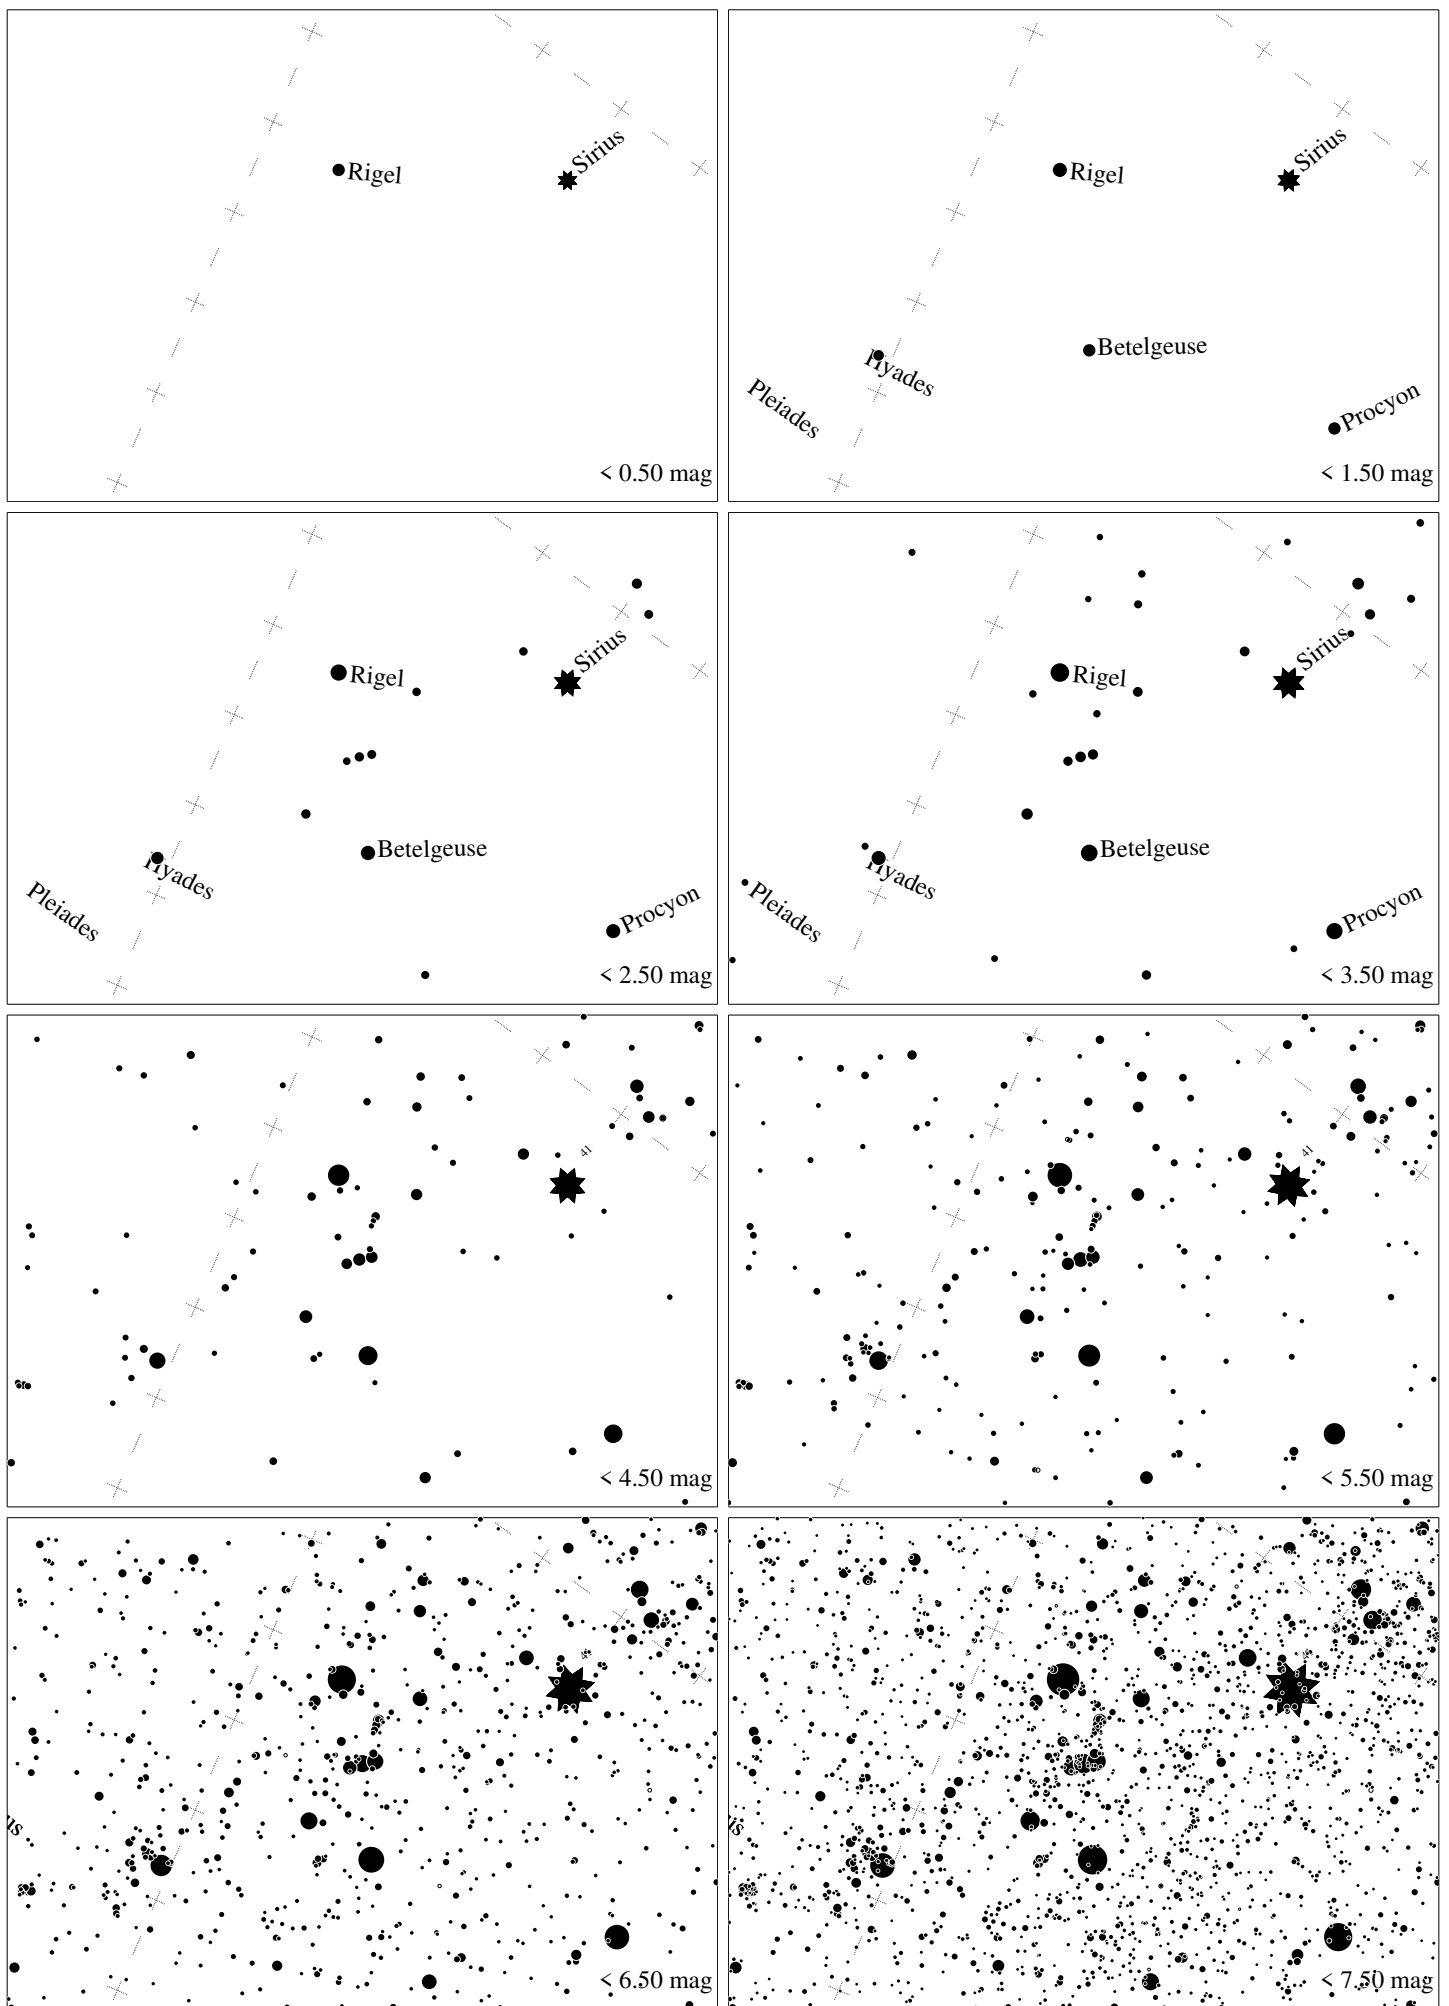 Rigel
Sirius
< 0.50 mag
Rigel
Sirius
Betelgeuse
Hyades
Pleiades
Procyon
< 1.50 mag
Rigel
Sirius
Betelgeuse
Hyades
Pleiades
Procyon
< 2.50 mag
Rigel
Sirius
Betelgeuse
Hyades
Pleiades
Procyon
< 3.50 mag
41
< 4.50 mag
41
< 5.50 mag
< 6.50 mag
< 7.50 mag